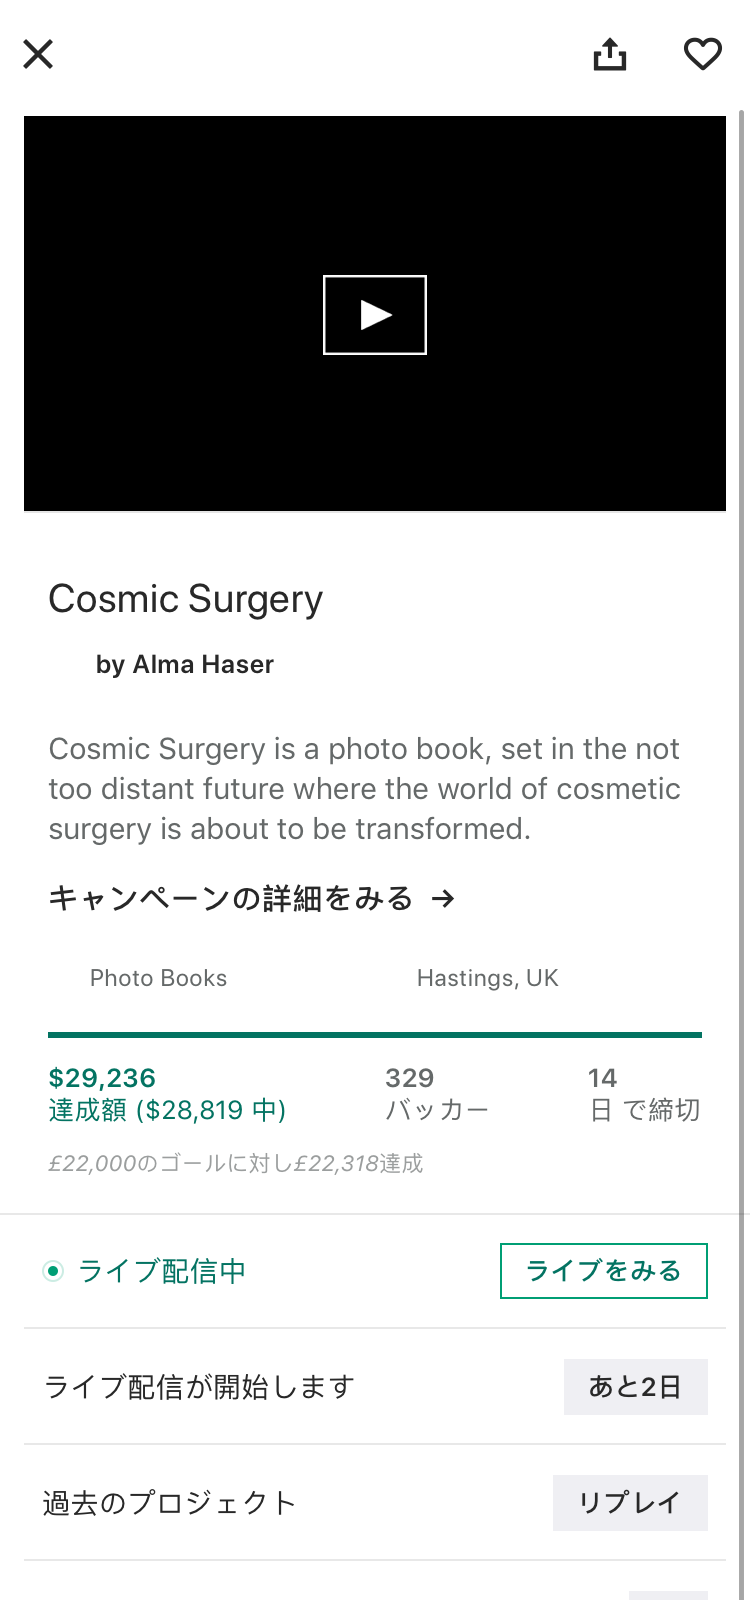 Cosmic Surgery
by Alma Haser
Cosmic Surgery is a photo book, set in the not
too distant future where the world of cosmetic
surgery is about to be transformed.
キャンペーンの詳細をみる →
Photo Books
Hastings, UK
$29,236
達成額 ($28,819 中)
329
バッカー
14
日 で締切
£22,000のゴールに対し£22,318達成
ライブ配信中
ライブをみる
ライブ配信が開始します
あと2日
過去のプロジェクト
リプレイ